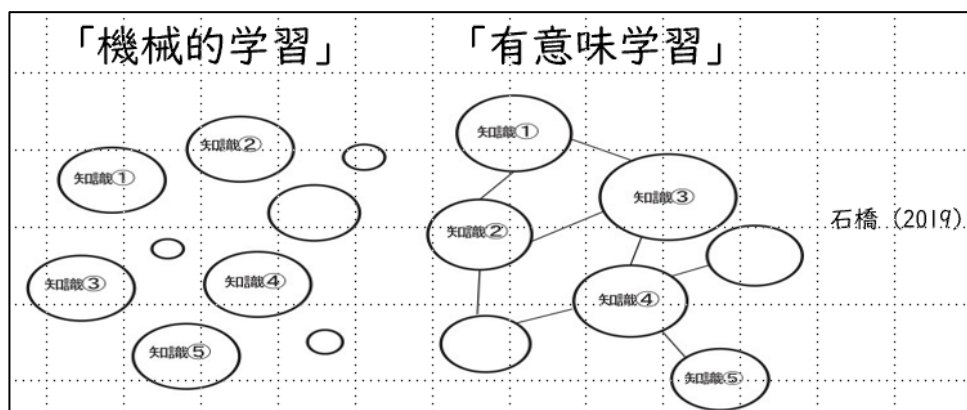 「機械的学習」
知識②
知識①
知識③
知識④
知識⑤
「有意味学習」
知識①
知識③
知識②
知識④
知識⑤
石橋（2019）